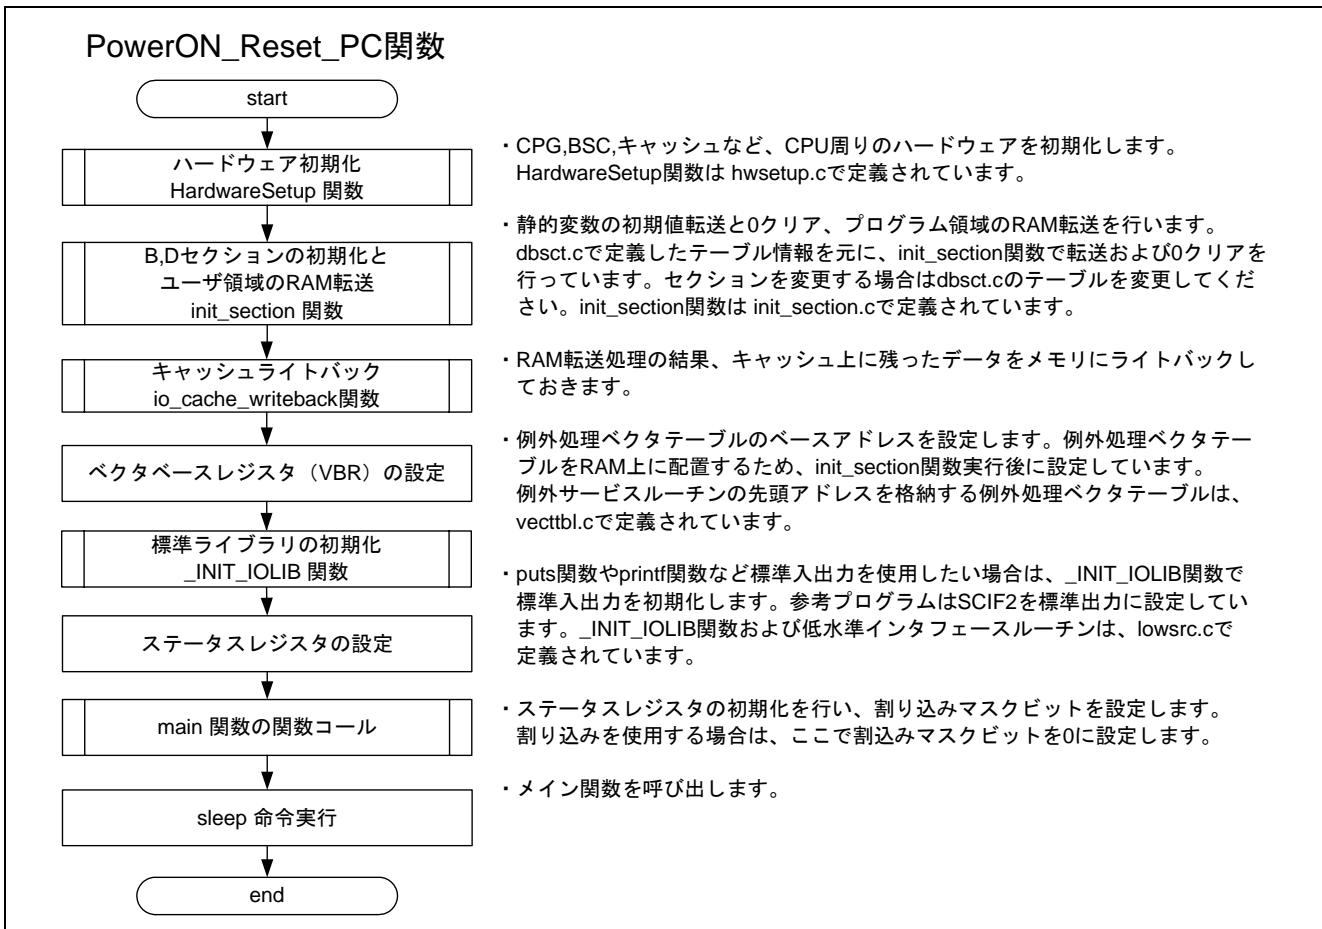 PowerON_Reset_PC関数
start
ハードウェア初期化
HardwareSetup 関数
B,Dセクションの初期化と
ユーザ領域のRAM転送
init_section 関数
キャッシュライトバック
io_cache_writeback関数
ベクタベースレジスタ（VBR）の設定
標準ライブラリの初期化
_INIT_IOLIB 関数
ステータスレジスタの設定
main 関数の関数コール
sleep 命令実行
end
・CPG,BSC,キャッシュなど、CPU周りのハードウェアを初期化します。
HardwareSetup関数は hwsetup.cで定義されています。
・静的変数の初期値転送と0クリア、プログラム領域のRAM転送を行います。
dbsct.cで定義したテーブル情報を元に、init_section関数で転送および0クリアを
行っています。セクションを変更する場合はdbsct.cのテーブルを変更してくだ
さい。init_section関数は init_section.cで定義されています。
・RAM転送処理の結果、キャッシュ上に残ったデータをメモリにライトバックし
ておきます。
・例外処理ベクタテーブルのベースアドレスを設定します。例外処理ベクタテー
ブルをRAM上に配置するため、init_section関数実行後に設定しています。
例外サービスルーチンの先頭アドレスを格納する例外処理ベクタテーブルは、
vecttbl.cで定義されています。
・puts関数やprintf関数など標準入出力を使用したい場合は、_INIT_IOLIB関数で
標準入出力を初期化します。参考プログラムはSCIF2を標準出力に設定してい
ます。_INIT_IOLIB関数および低水準インタフェースルーチンは、lowsrc.cで
定義されています。
・ステータスレジスタの初期化を行い、割り込みマスクビットを設定します。
割り込みを使用する場合は、ここで割込みマスクビットを0に設定します。
・メイン関数を呼び出します。